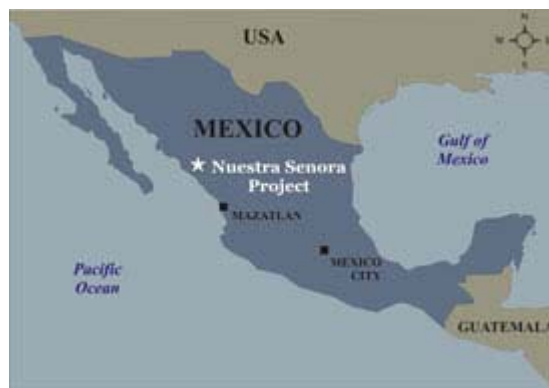 USA
N
W
S
MEXICO
Gulf of
Mexico
Nuestra Senora
Project
MAZATLAN
MEXICO
CITY
Pacific
Ocean
GUATEMALA